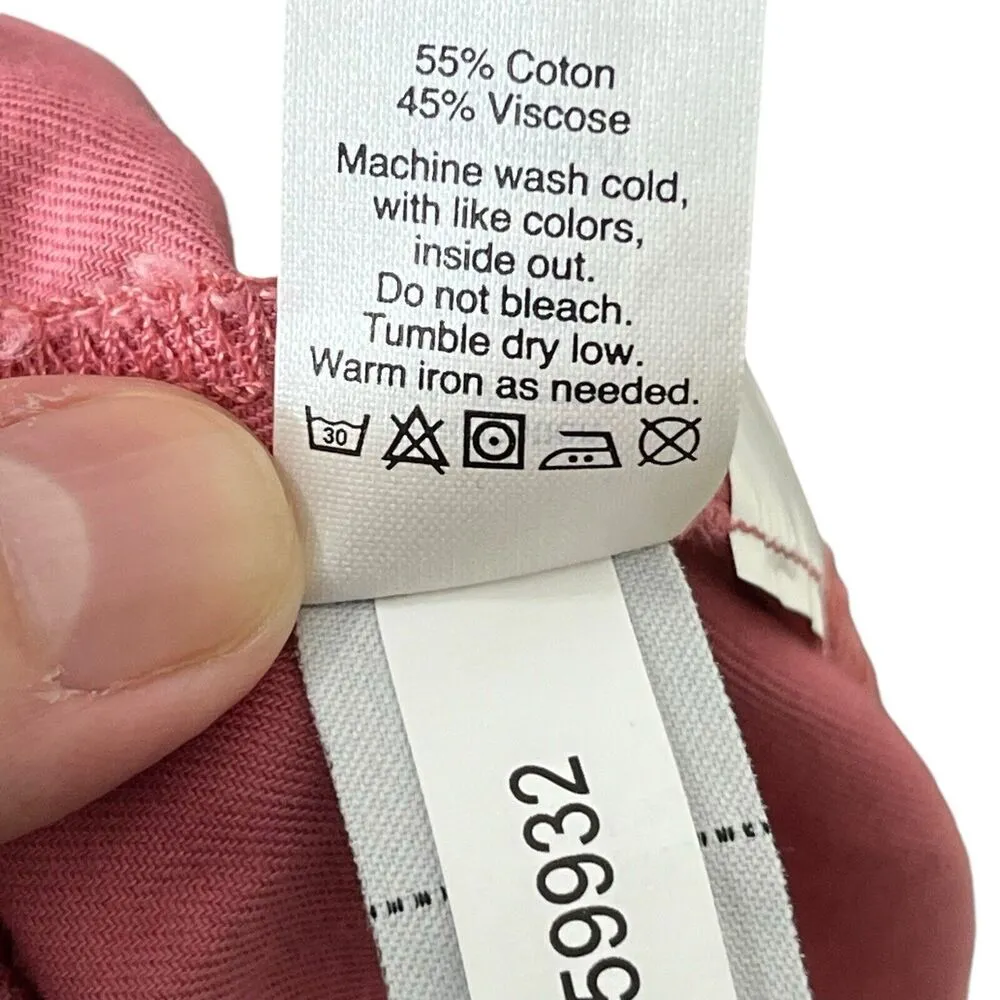 55% Coton
45% Viscose
Machine wash cold,
with like colors,
inside out.
Do not bleach.
Tumble dry low.
Warm iron as needed.
30
59932